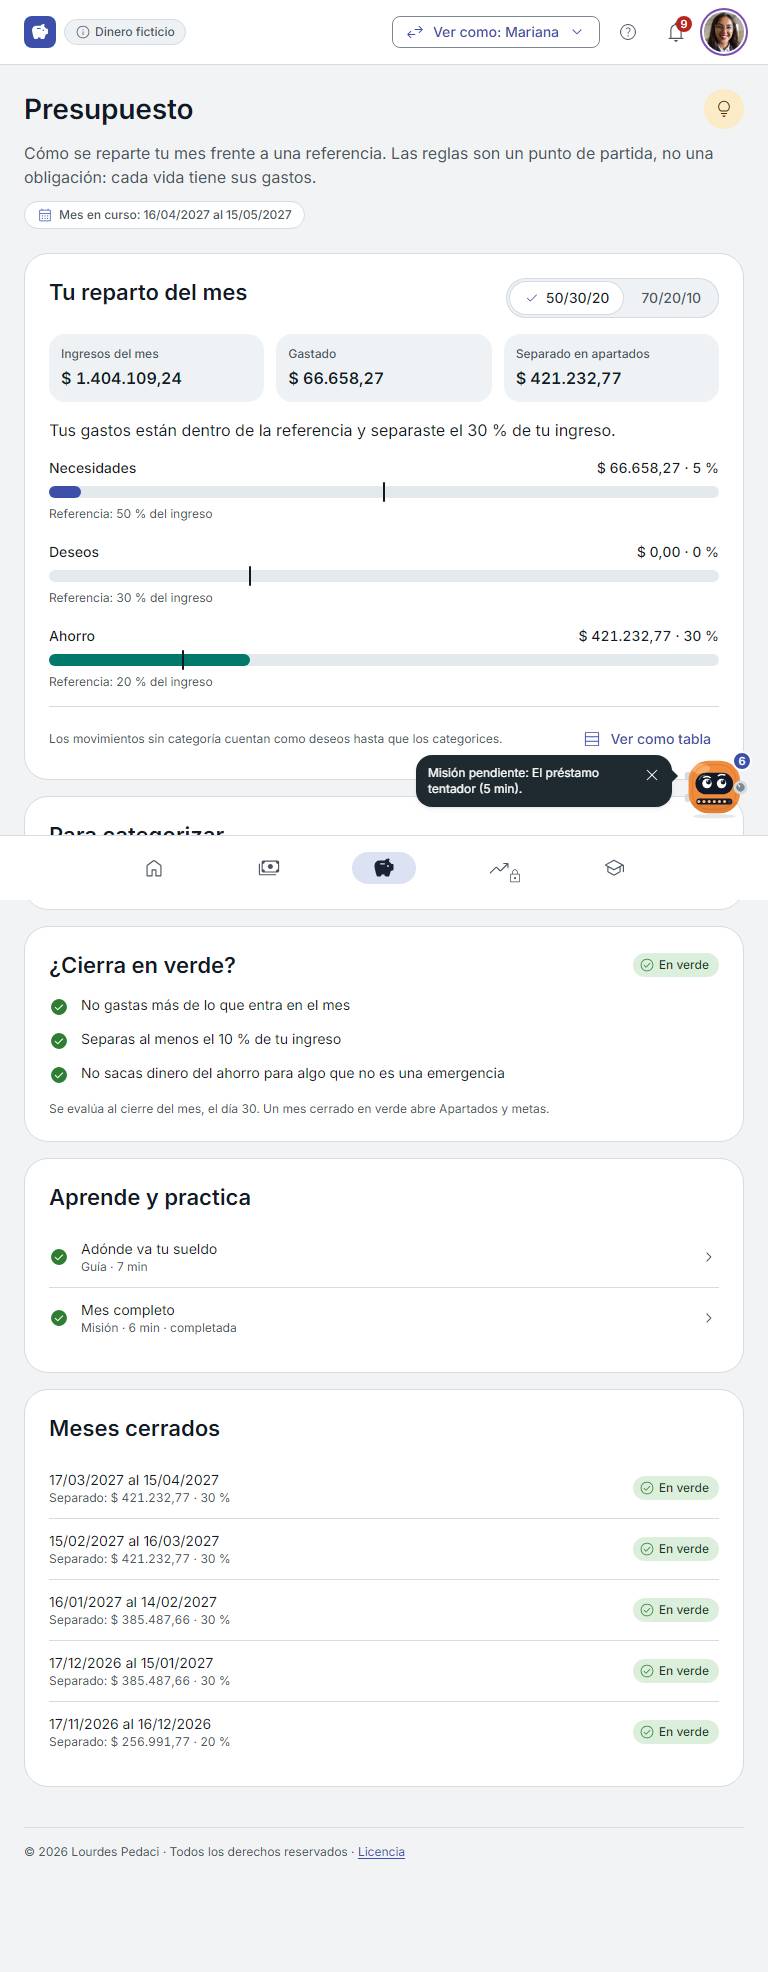 Dinero ficticio
Ver como: Mariana
9
Presupuesto
Cómo se reparte tu mes frente a una referencia. Las reglas son un punto de partida, no una
obligación: cada vida tiene sus gastos.
Mes en curso: 16/04/2027 al 15/05/2027
Tu reparto del mes
50/30/20
70/20/10
Ingresos del mes
$ 1.404.109,24
Gastado
$ 66.658,27
Separado en apartados
$ 421.232,77
Tus gastos están dentro de la referencia y separaste el 30 % de tu ingreso.
Necesidades
$ 66.658,27 · 5 %
Referencia: 50 % del ingreso
Deseos
$ 0,00 · 0 %
Referencia: 30 % del ingreso
Ahorro
$ 421.232,77 · 30 %
Referencia: 20 % del ingreso
Los movimientos sin categoría cuentan como deseos hasta que los categorices.
Ver como tabla
Misión pendiente: El préstamo
tentador (5 min).
6
Para categorizar
¿Cierra en verde?
En verde
No gastas más de lo que entra en el mes
Separas al menos el 10 % de tu ingreso
No sacas dinero del ahorro para algo que no es una emergencia
Se evalúa al cierre del mes, el día 30. Un mes cerrado en verde abre Apartados y metas.
Aprende y practica
Adónde va tu sueldo
Guía · 7 min
Mes completo
Misión · 6 min · completada
Meses cerrados
17/03/2027 al 15/04/2027
Separado: $ 421.232,77 · 30 %
En verde
15/02/2027 al 16/03/2027
Separado: $ 421.232,77 · 30 %
En verde
16/01/2027 al 14/02/2027
Separado: $ 385.487,66 · 30 %
En verde
17/12/2026 al 15/01/2027
Separado: $ 385.487,66 · 30 %
En verde
17/11/2026 al 16/12/2026
Separado: $ 256.991,77 · 20 %
En verde
© 2026 Lourdes Pedaci · Todos los derechos reservados · Licencia